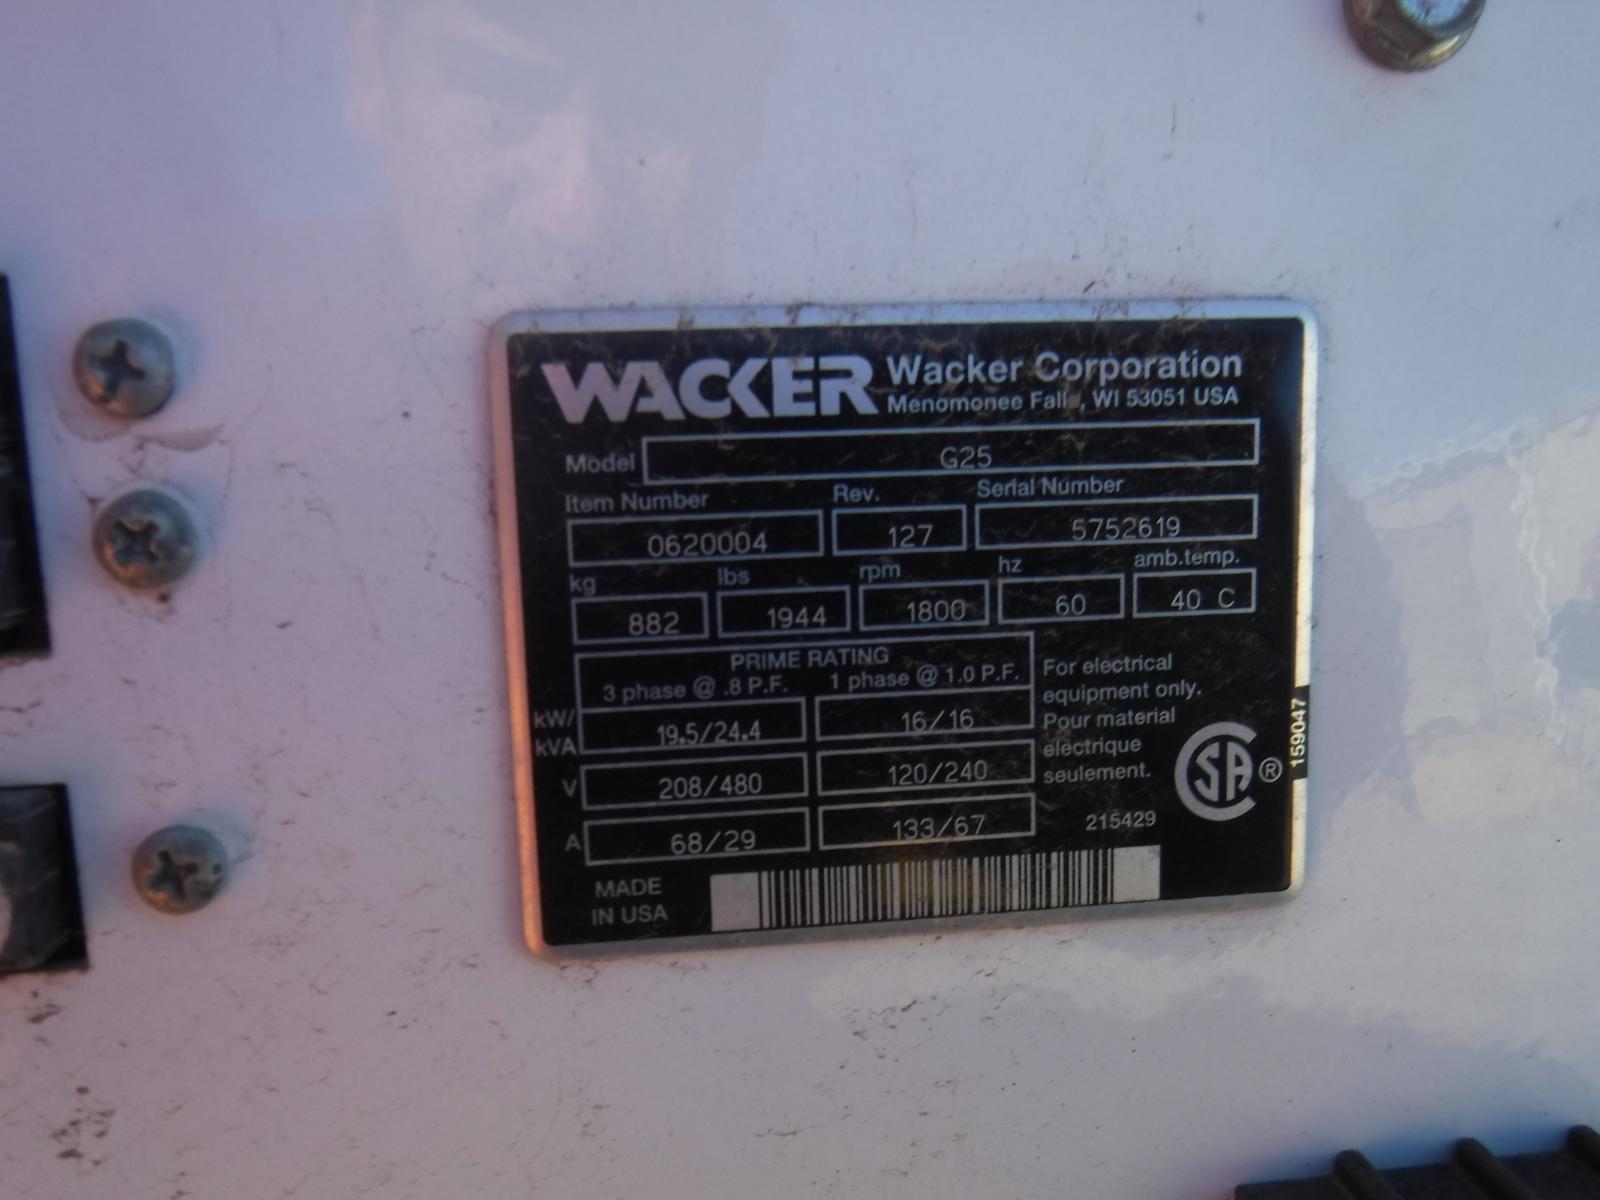 WACKER Wacker Corporation
Menomonee Falls, WI 53051 USA
Model G25
Item Number Rev. Serial Number
0620004 127 5752619
kg lbs rpm hz amb.temp.
882 1944 1800 60 40 C
PRIME RATING
3 phase @ .8 P.F. 1 phase @ 1.0 P.F.
kW/
kVA 19.5/24.4 16/16
V 208/480 120/240
A 68/29 133/67
For electrical
equipment only.
Pour material
electrique
seulement.
CSA ®
159047
215429
MADE
IN USA